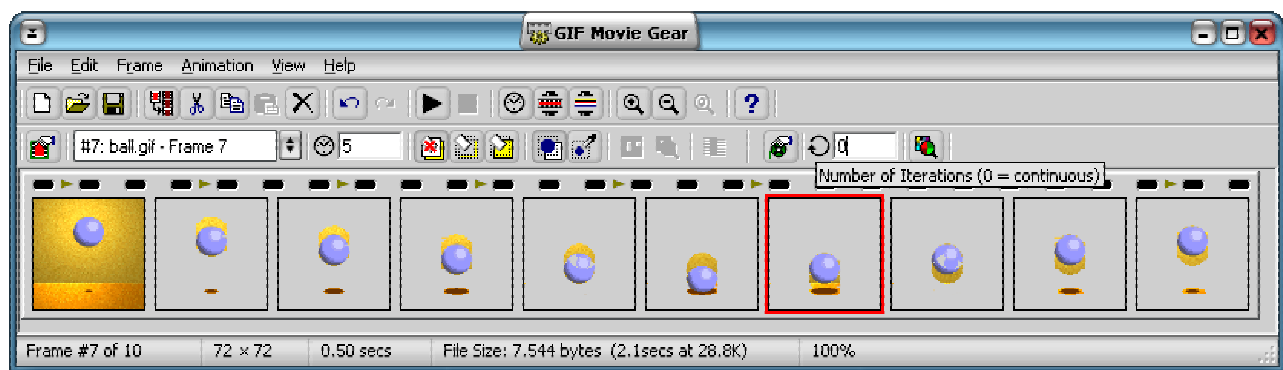 GIF Movie Gear
File Edit Frame Animation View Help
?
#7: ball.gif - Frame 7 5 0
Number of Iterations (0 = continuous)
Frame #7 of 10 72 × 72 0.50 secs File Size: 7.544 bytes (2.1secs at 28.8K) 100%